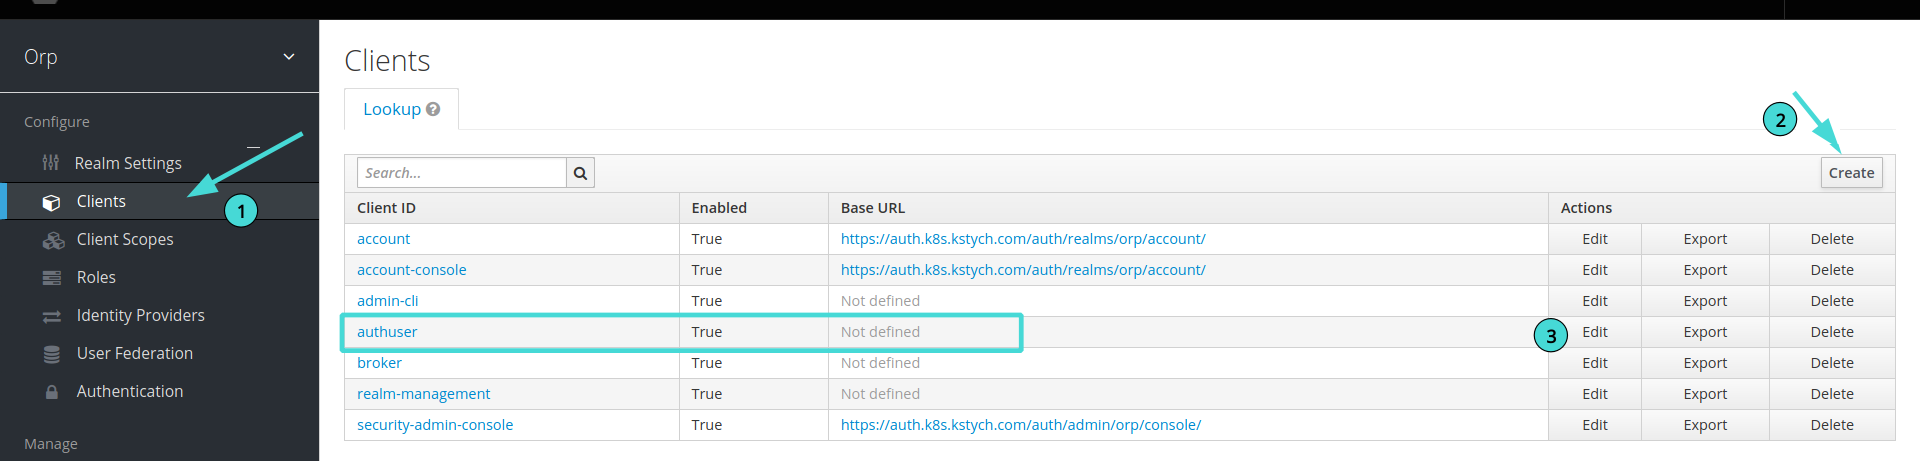 Orp
Configure
Realm Settings
Clients
1
Client Scopes
Roles
Identity Providers
User Federation
Authentication
Manage
Clients
Lookup ?
2
Search...
Create
Client ID Enabled Base URL Actions
account True https://auth.k8s.kstych.com/auth/realms/orp/account/ Edit Export Delete
account-console True https://auth.k8s.kstych.com/auth/realms/orp/account/ Edit Export Delete
admin-cli True Not defined Edit Export Delete
authuser True Not defined 3 Edit Export Delete
broker True Not defined Edit Export Delete
realm-management True Not defined Edit Export Delete
security-admin-console True https://auth.k8s.kstych.com/auth/admin/orp/console/ Edit Export Delete